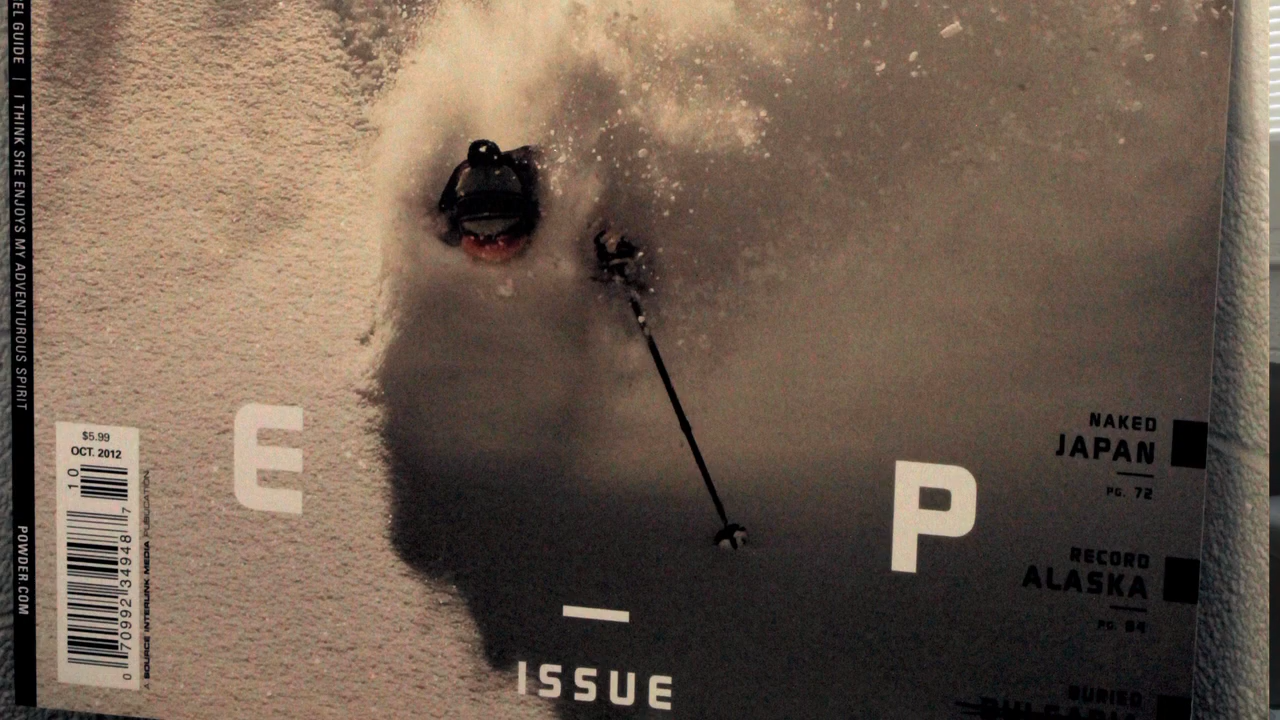 EL GUIDE | I THINK SHE ENJOYS MY ADVENTUROUS SPIRIT
POWDER.COM
$5.99
OCT. 2012
10
0 70992 34948 7
A SOURCE INTERLINK MEDIA PUBLICATION
E
P
ISSUE
NAKED
JAPAN
PG. 72
RECORD
ALASKA
PG. 84
BURIED